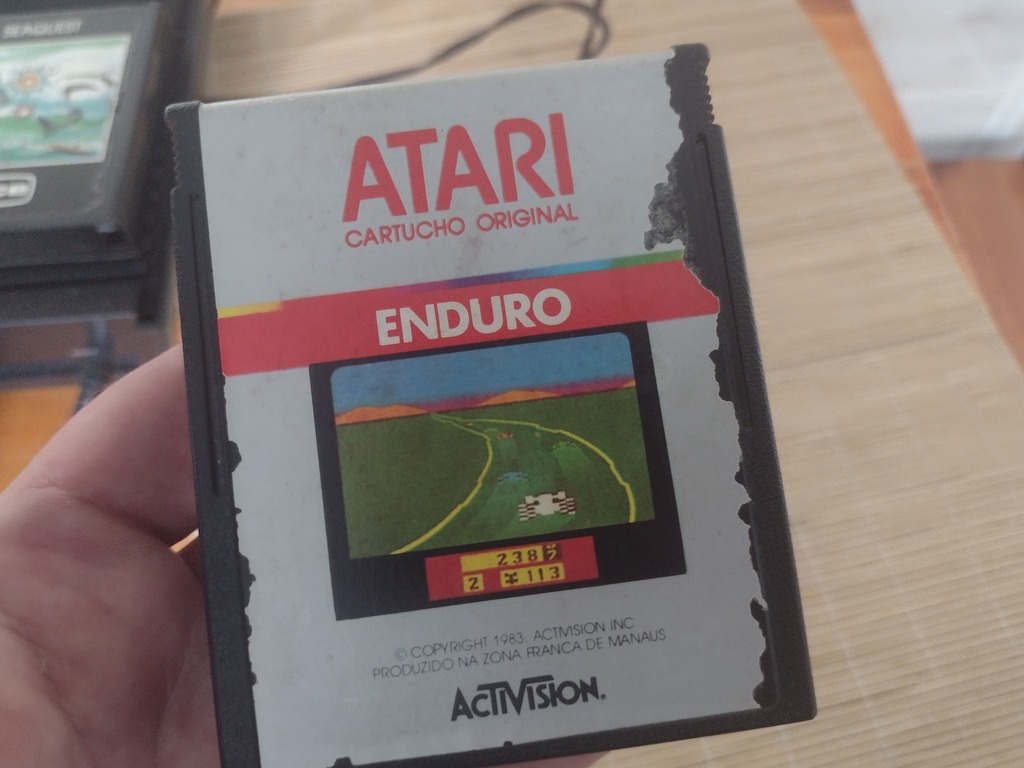 SEAQUEST
ATARI
CARTUCHO ORIGINAL
ENDURO
238
2 113
© COPYRIGHT 1983, ACTIVISION INC.
PRODUZIDO NA ZONA FRANCA DE MANAUS
ACTIVISION.